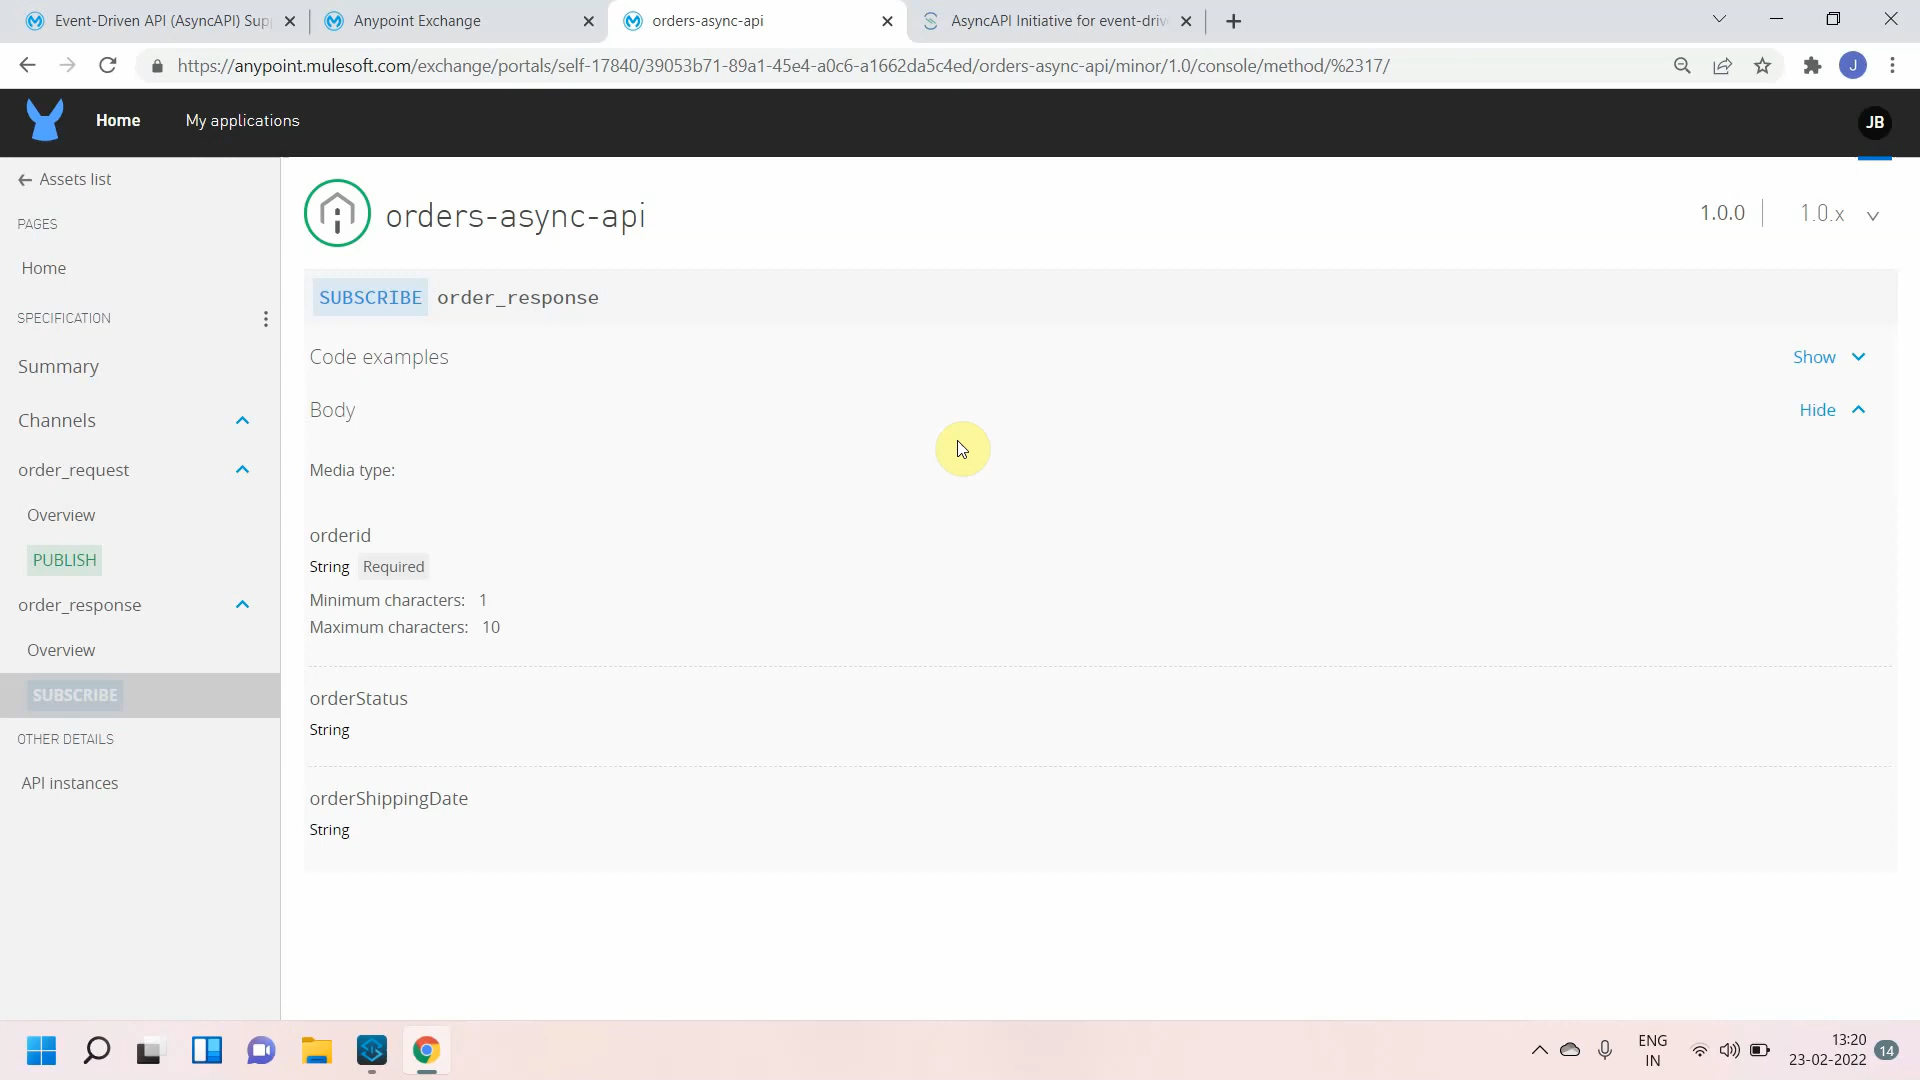 Event-Driven API (AsyncAPI) Sup
Anypoint Exchange
orders-async-api
AsyncAPI Initiative for event-driv
https://anypoint.mulesoft.com/exchange/portals/self-17840/39053b71-89a1-45e4-a0c6-a1662da5c4ed/orders-async-api/minor/1.0/console/method/%2317/
J
Home
My applications
JB
Assets list
PAGES
Home
SPECIFICATION
Summary
Channels
order_request
Overview
PUBLISH
order_response
Overview
SUBSCRIBE
OTHER DETAILS
API instances
orders-async-api
1.0.0
1.0.x
SUBSCRIBE order_response
Code examples
Show
Body
Hide
Media type:
orderid
String Required
Minimum characters: 1
Maximum characters: 10
orderStatus
String
orderShippingDate
String
ENG
IN
13:20
23-02-2022
14